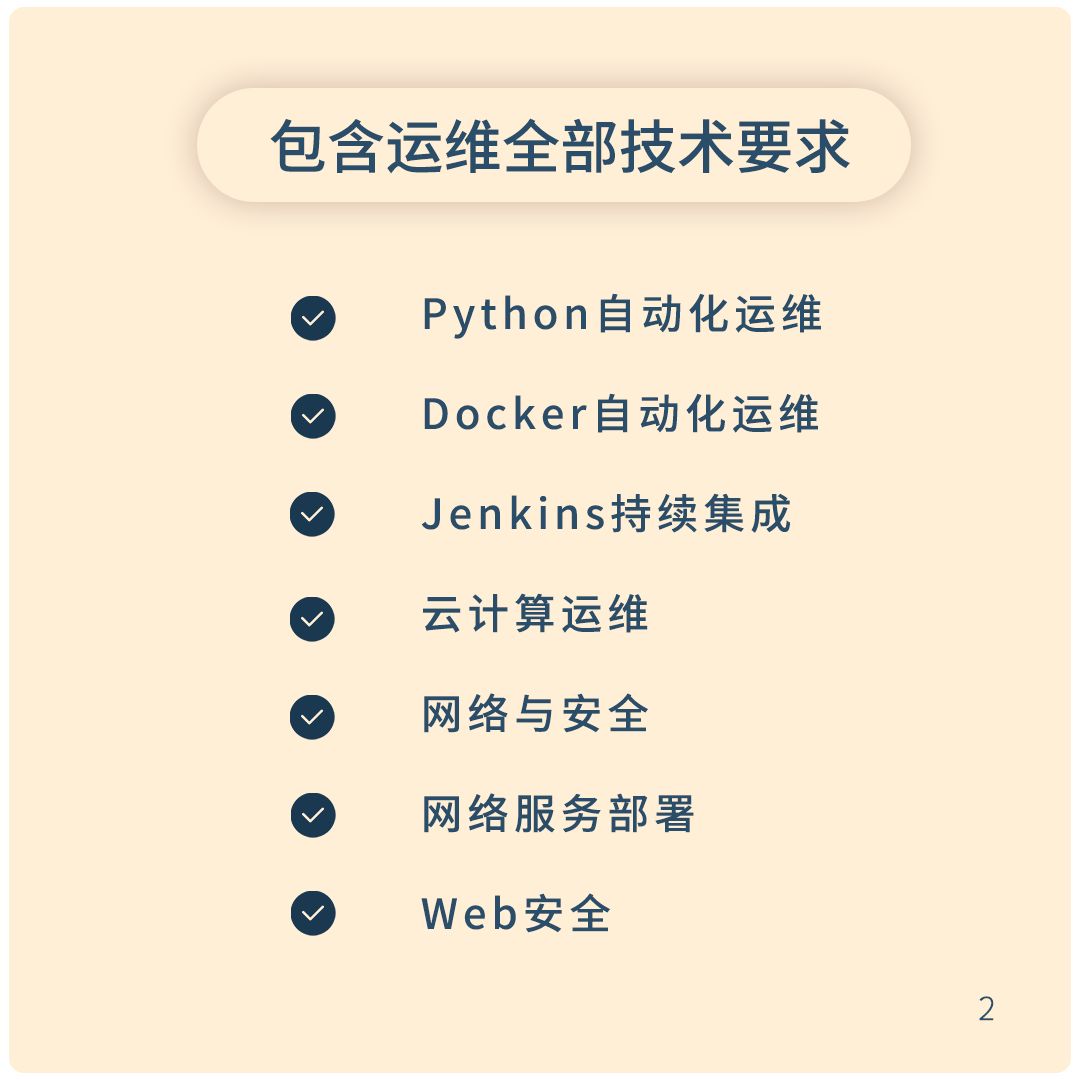 包含运维全部技术要求
Python自动化运维
Docker自动化运维
Jenkins持续集成
云计算运维
网络与安全
网络服务部署
Web安全
2